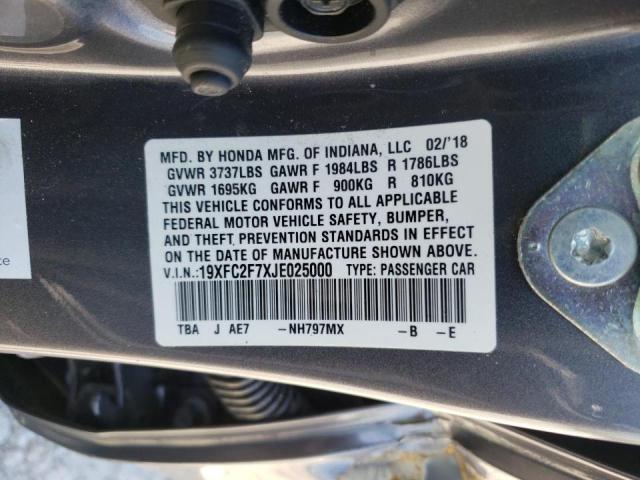 MFD. BY HONDA MFG. OF INDIANA, LLC 02/'18
GVWR 3737LBS GAWR F 1984LBS R 1786LBS
GVWR 1695KG GAWR F 900KG R 810KG
THIS VEHICLE CONFORMS TO ALL APPLICABLE
FEDERAL MOTOR VEHICLE SAFETY, BUMPER,
AND THEFT PREVENTION STANDARDS IN EFFECT
ON THE DATE OF MANUFACTURE SHOWN ABOVE.
V.I.N.: 19XFC2F7XJE025000 TYPE: PASSENGER CAR
TBA J AE7 –NH797MX –B –E